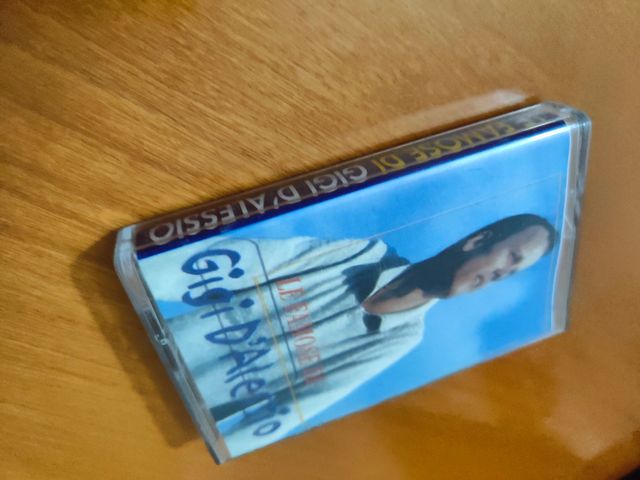 LE FAMOSE DI GIGI D'ALESSIO
LE FAMOSE DI
Gigi D'Alessio